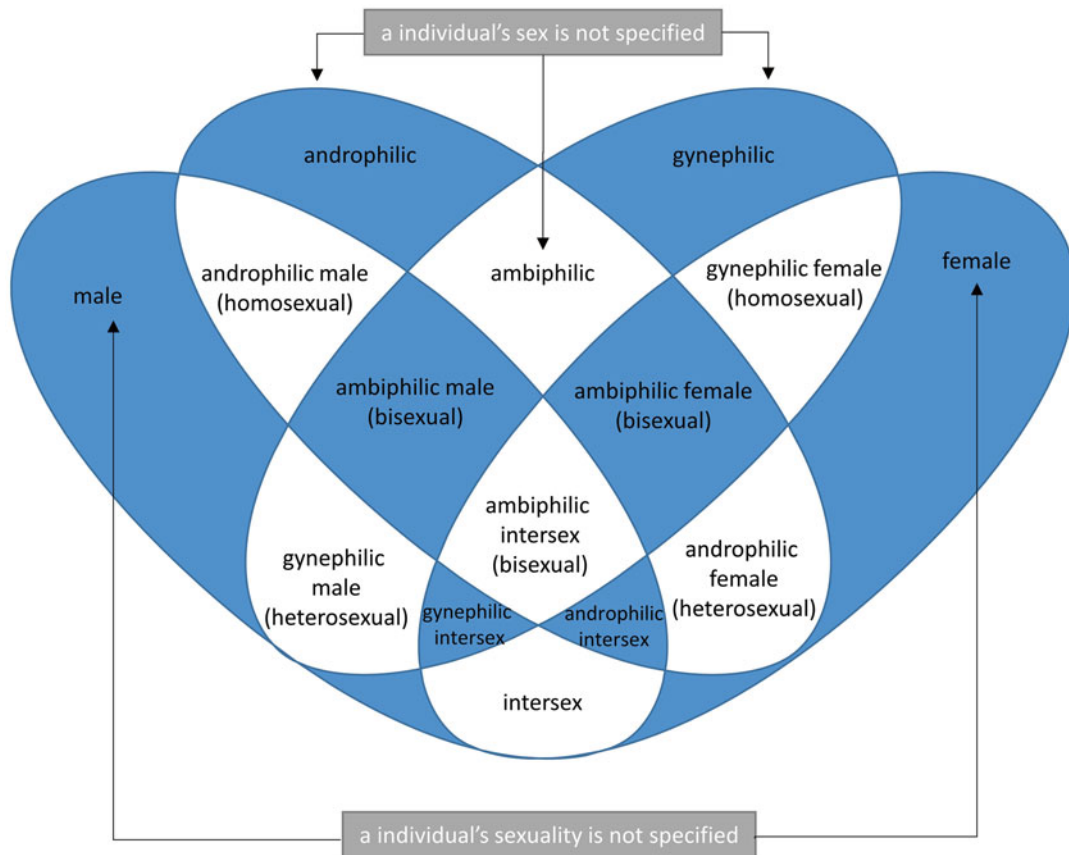 a individual's sex is not specified
androphilic
gynephilic
androphilic male
(homosexual)
ambiphilic
gynephilic female
(homosexual)
male
female
ambiphilic male
(bisexual)
ambiphilic female
(bisexual)
ambiphilic
intersex
(bisexual)
gynephilic
male
(heterosexual)
androphilic
female
(heterosexual)
gynephilic
intersex
androphilic
intersex
intersex
a individual's sexuality is not specified